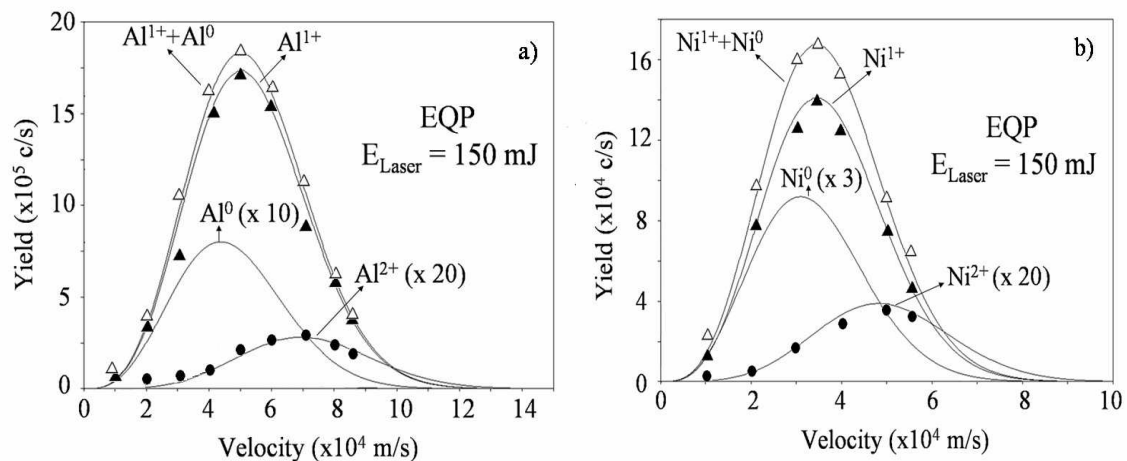 a)
Al¹⁺+Al⁰
Al¹⁺
EQP
E_Laser = 150 mJ
Al⁰ (x 10)
Al²⁺ (x 20)
Yield (x10⁵ c/s)
20
15
10
5
0
0 2 4 6 8 10 12 14
Velocity (x10⁴ m/s)
b)
Ni¹⁺+Ni⁰
Ni¹⁺
EQP
E_Laser = 150 mJ
Ni⁰ (x 3)
Ni²⁺ (x 20)
Yield (x10⁴ c/s)
16
12
8
4
0
0 2 4 6 8 10
Velocity (x10⁴ m/s)